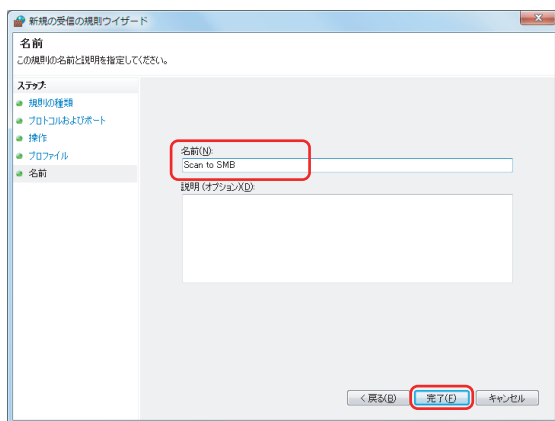 新規の受信の規則ウィザード
名前
この規則の名前と説明を指定してください。
ステップ:
規則の種類
プロトコルおよびポート
操作
プロファイル
名前
名前(N):
Scan to SMB
説明 (オプション)(D):
< 戻る(B)
完了(F)
キャンセル